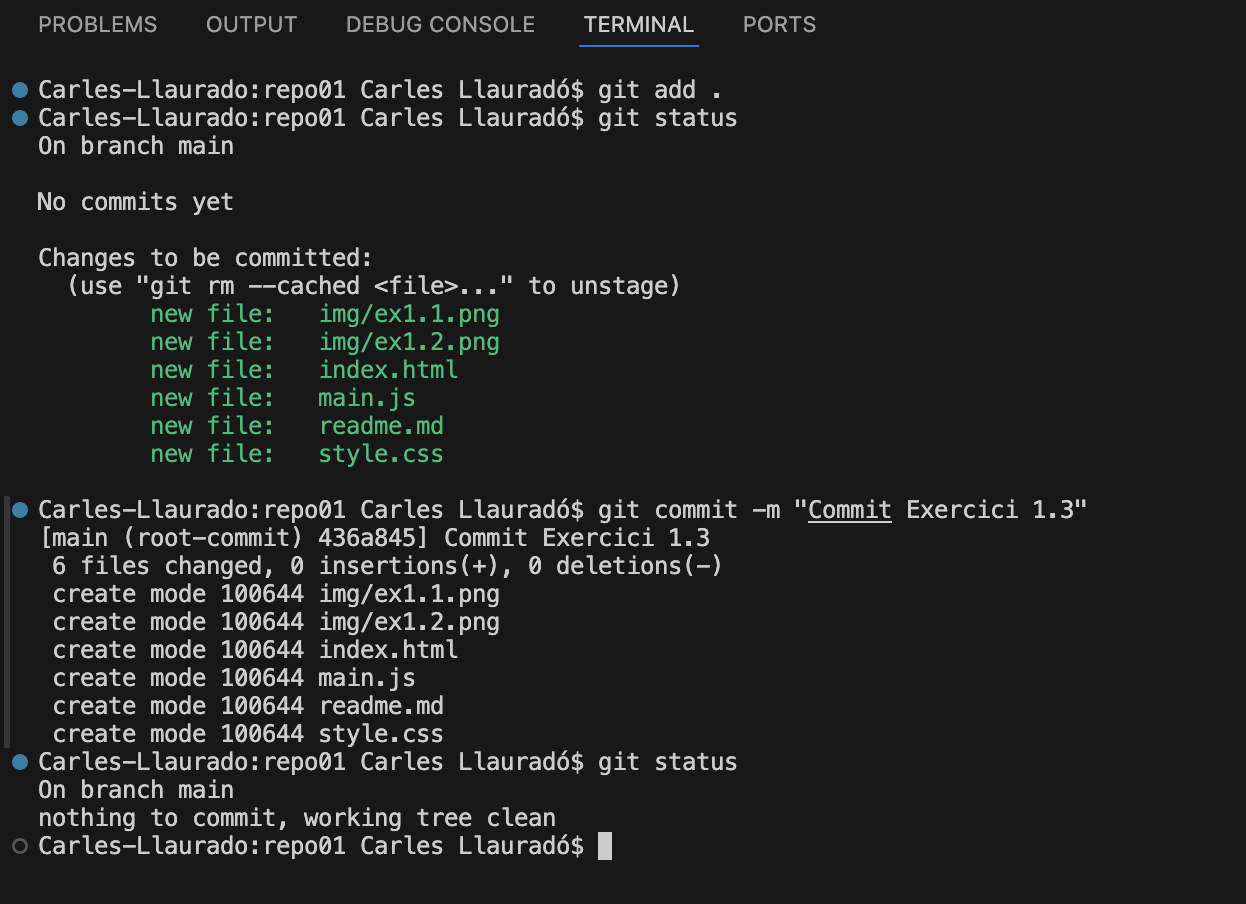 PROBLEMS OUTPUT DEBUG CONSOLE TERMINAL PORTS
Carles-Llaurado:repo01 Carles Llauradó$ git add .
Carles-Llaurado:repo01 Carles Llauradó$ git status
On branch main
No commits yet
Changes to be committed:
  (use "git rm --cached <file>..." to unstage)
        new file:   img/ex1.1.png
        new file:   img/ex1.2.png
        new file:   index.html
        new file:   main.js
        new file:   readme.md
        new file:   style.css
Carles-Llaurado:repo01 Carles Llauradó$ git commit -m "Commit Exercici 1.3"
[main (root-commit) 436a845] Commit Exercici 1.3
 6 files changed, 0 insertions(+), 0 deletions(-)
 create mode 100644 img/ex1.1.png
 create mode 100644 img/ex1.2.png
 create mode 100644 index.html
 create mode 100644 main.js
 create mode 100644 readme.md
 create mode 100644 style.css
Carles-Llaurado:repo01 Carles Llauradó$ git status
On branch main
nothing to commit, working tree clean
Carles-Llaurado:repo01 Carles Llauradó$